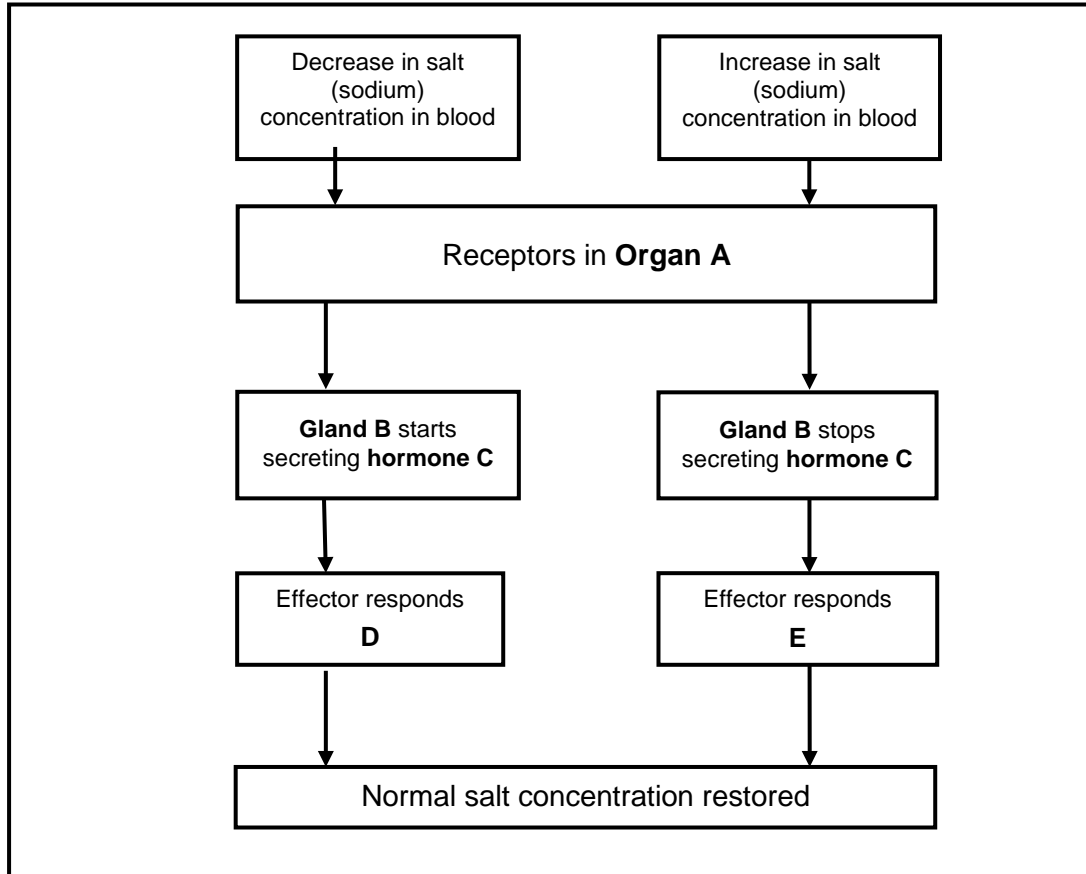 Decrease in salt
(sodium)
concentration in blood
Increase in salt
(sodium)
concentration in blood
Receptors in Organ A
Gland B starts
secreting hormone C
Gland B stops
secreting hormone C
Effector responds
D
Effector responds
E
Normal salt concentration restored